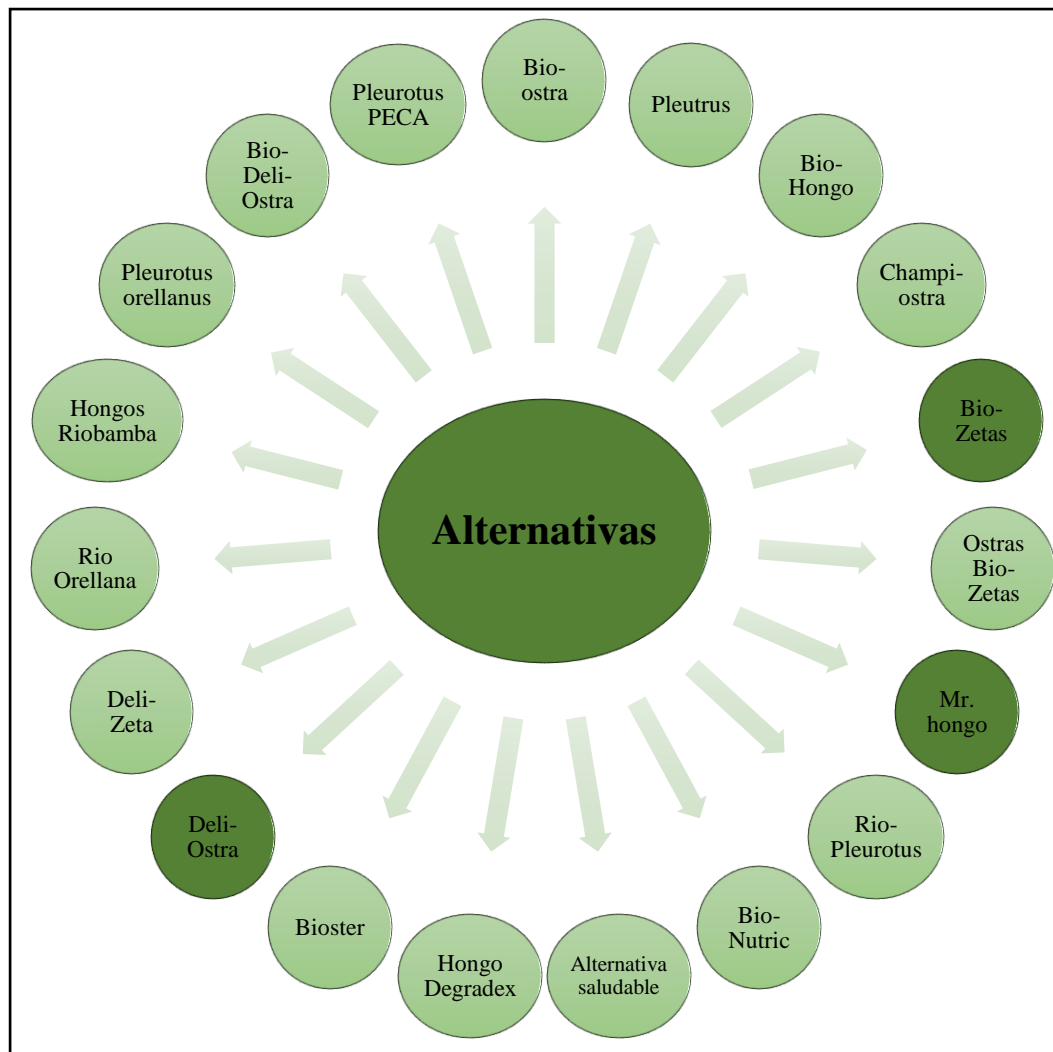 Bio-
ostra
Pleutrus
Bio-
Hongo
Champi-
ostra
Bio-
Zetas
Ostras
Bio-
Zetas
Mr.
hongo
Rio-
Pleurotus
Bio-
Nutric
Alternativa
saludable
Hongo
Degradex
Bioster
Deli-
Ostra
Deli-
Zeta
Rio
Orellana
Hongos
Riobamba
Pleurotus
orellanus
Bio-
Deli-
Ostra
Pleurotus
PECA
Alternativas